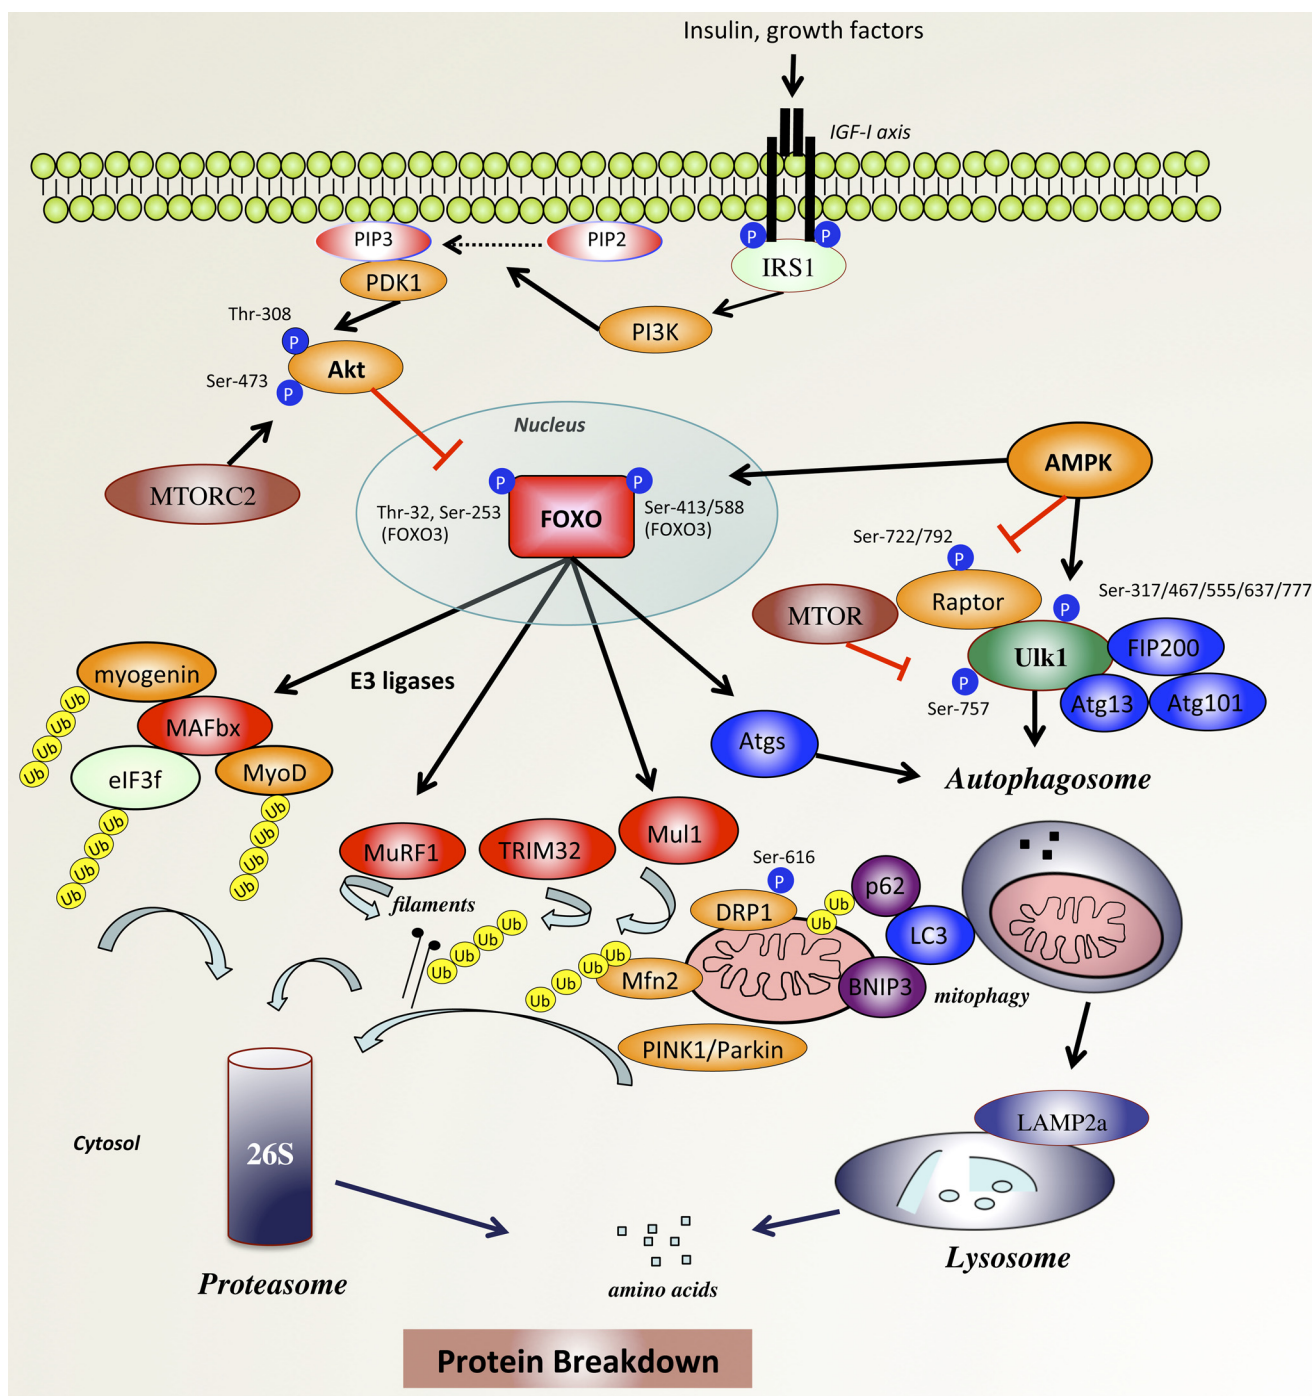 Insulin, growth factors
IGF-I axis
PIP3
PIP2
P
P
IRS1
PDK1
PI3K
Thr-308
P
Akt
Ser-473
P
MTORC2
Nucleus
P
P
Thr-32, Ser-253
(FOXO3)
FOXO
Ser-413/588
(FOXO3)
AMPK
Ser-722/792
P
Raptor
MTOR
Ser-317/467/555/637/777
P
Ulk1
FIP200
P
Ser-757
Atg13
Atg101
E3 ligases
myogenin
Ub
Ub
Ub
Ub
MAFbx
eIF3f
MyoD
Ub
Ub
Ub
Ub
Ub
Ub
Ub
Ub
Ub
Atgs
Autophagosome
MuRF1
TRIM32
Mul1
filaments
Ub
Ub
Ub
Ub
Ser-616
P
DRP1
Ub
Ub
p62
LC3
BNIP3
mitophagy
Ub
Ub
Ub
Ub
Mfn2
PINK1/Parkin
Cytosol
26S
LAMP2a
Proteasome
amino acids
Lysosome
Protein Breakdown